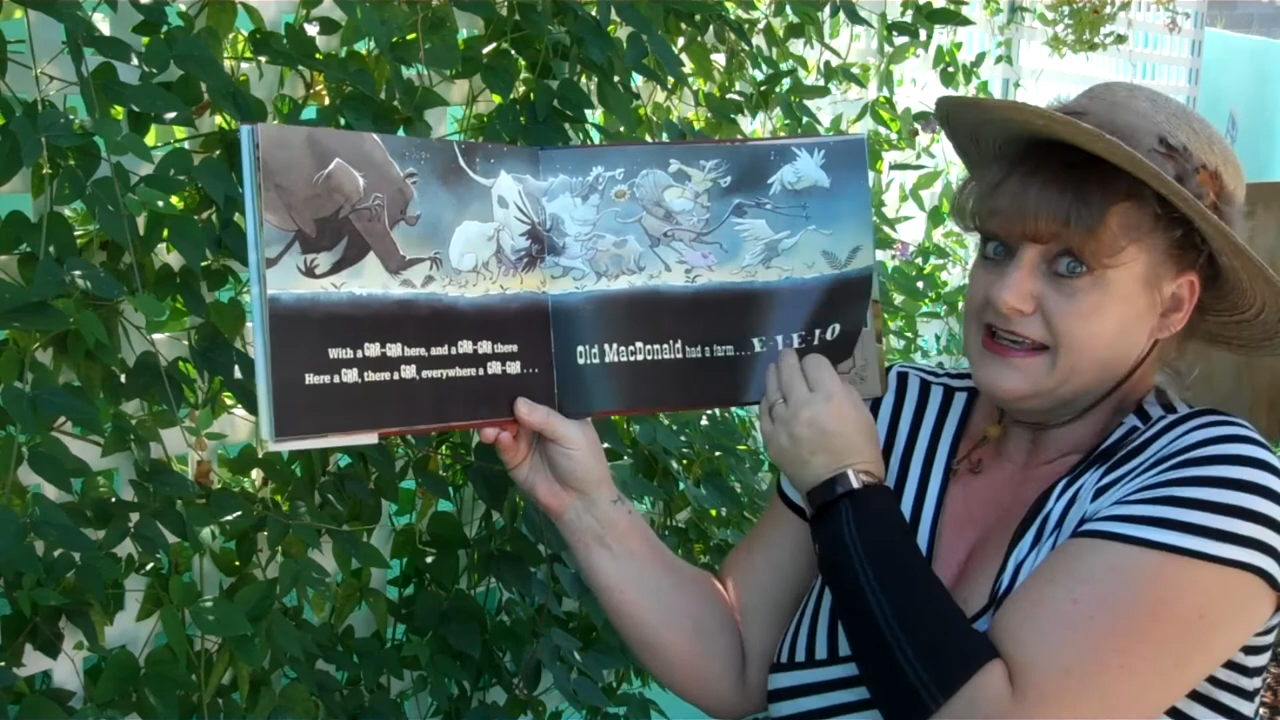 With a GRR-GRR here, and a GRR-GRR there
Here a GRR, there a GRR, everywhere a GRR-GRR...
Old MacDonald had a farm...E-I-E-I-O